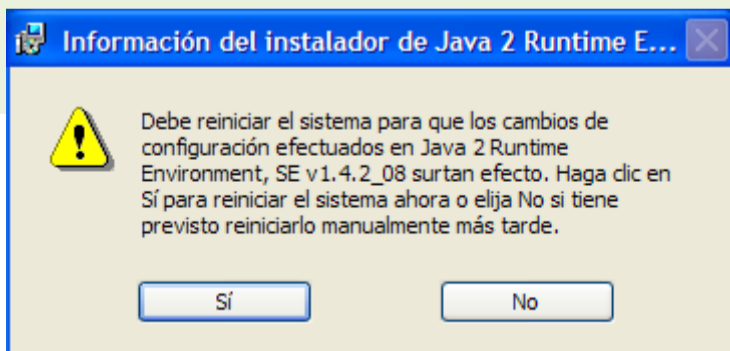 Información del instalador de Java 2 Runtime E...
Debe reiniciar el sistema para que los cambios de
configuración efectuados en Java 2 Runtime
Environment, SE v1.4.2_08 surtan efecto. Haga clic en
Sí para reiniciar el sistema ahora o elija No si tiene
previsto reiniciarlo manualmente más tarde.
Sí
No